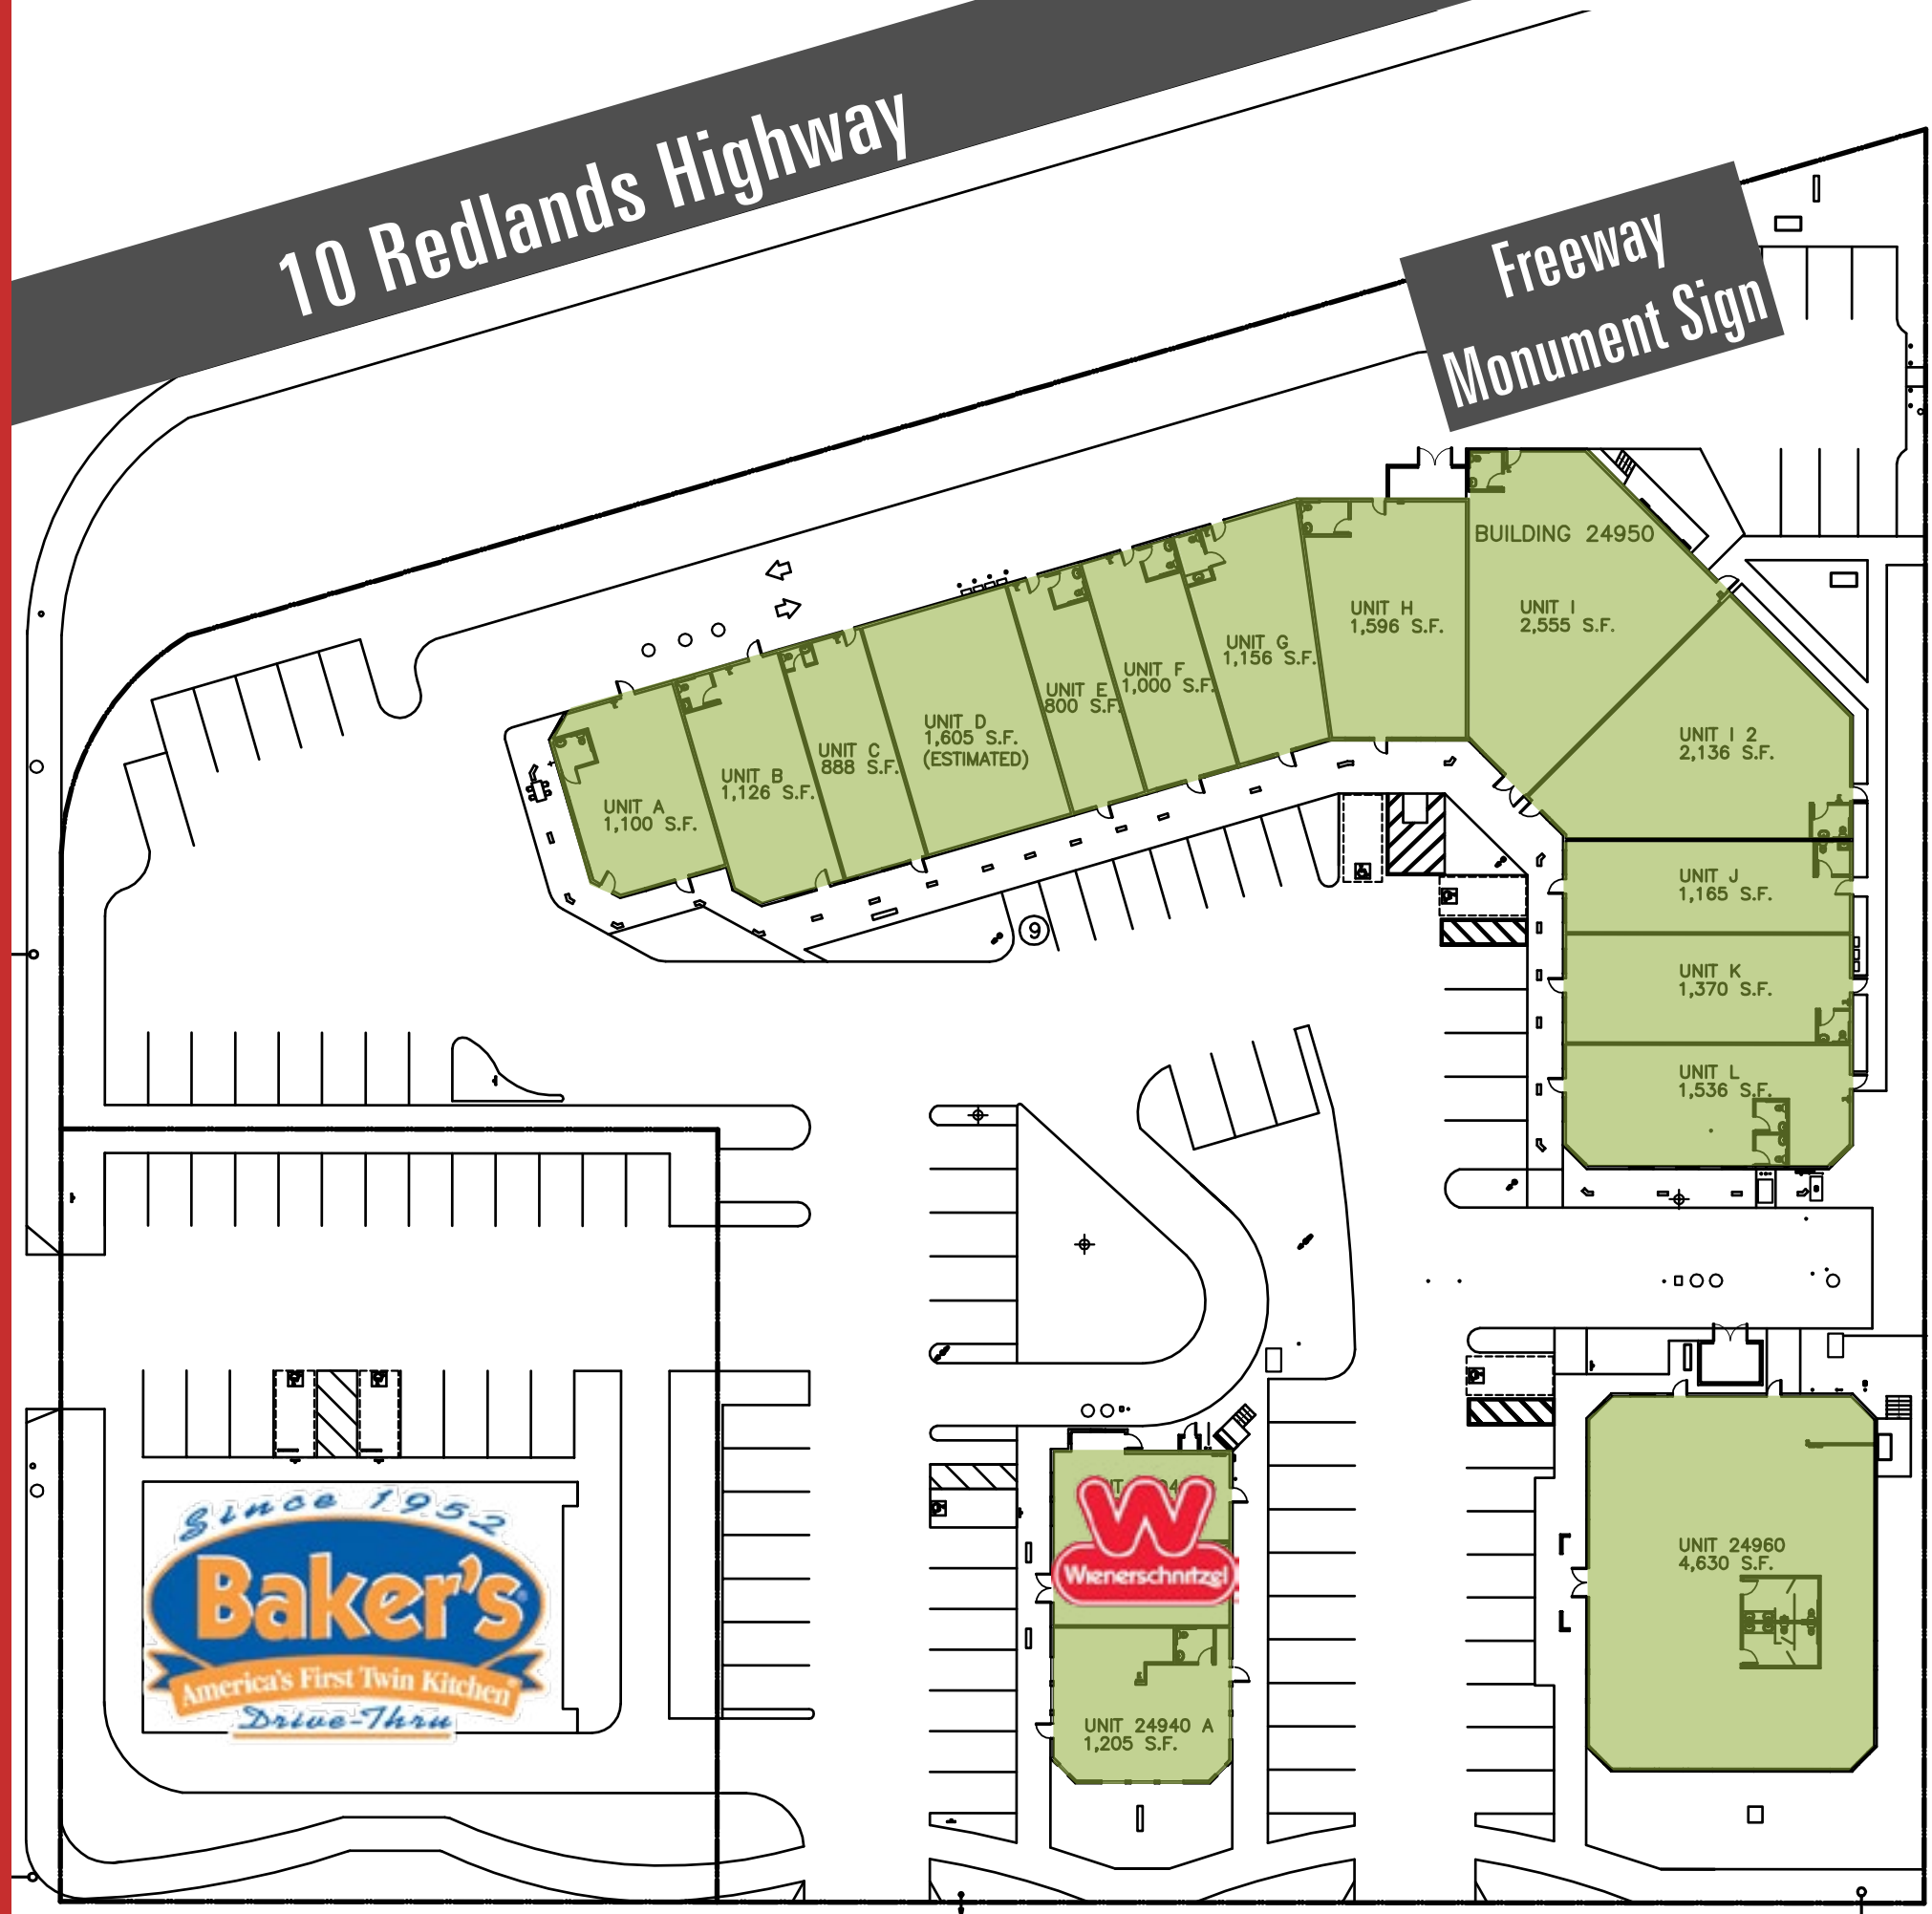 10 Redlands Highway
Freeway
Monument Sign
BUILDING 24950
UNIT A
1,100 S.F.
UNIT B
1,126 S.F.
UNIT C
888 S.F.
UNIT D
1,605 S.F.
(ESTIMATED)
UNIT E
800 S.F.
UNIT F
1,000 S.F.
UNIT G
1,156 S.F.
UNIT H
1,596 S.F.
UNIT I
2,555 S.F.
UNIT I 2
2,136 S.F.
UNIT J
1,165 S.F.
UNIT K
1,370 S.F.
UNIT L
1,536 S.F.
9
Since 1952
Baker's
America's First Twin Kitchen
Drive-Thru
W
Wienerschnitzel
UNIT 24940 A
1,205 S.F.
UNIT 24960
4,630 S.F.